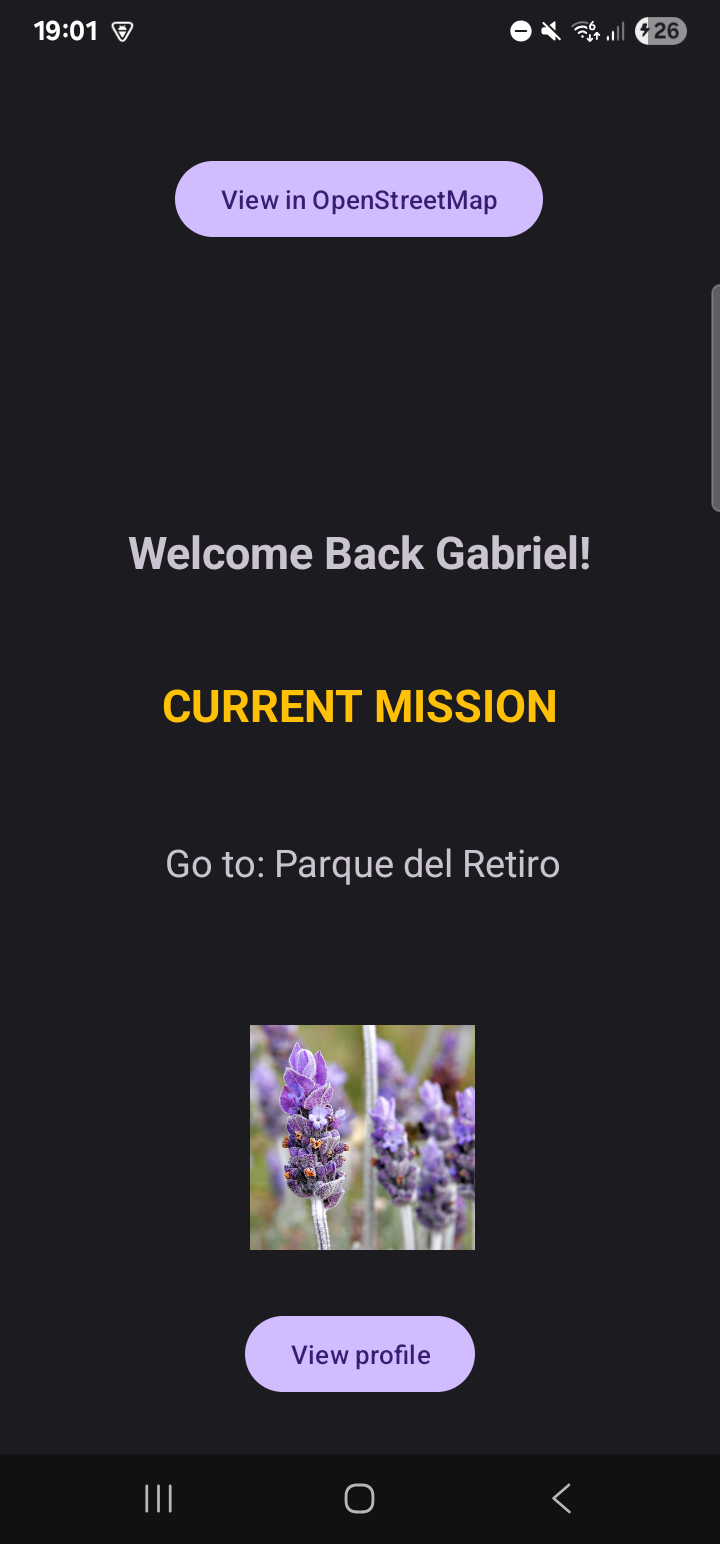 19:01
26
View in OpenStreetMap
Welcome Back Gabriel!
CURRENT MISSION
Go to: Parque del Retiro
View profile